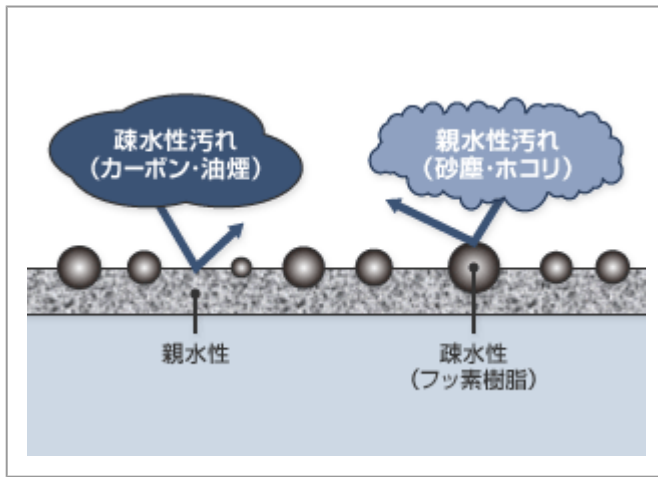 疎水性汚れ
(カーボン・油煙)
親水性汚れ
(砂塵・ホコリ)
親水性
疎水性
(フッ素樹脂)